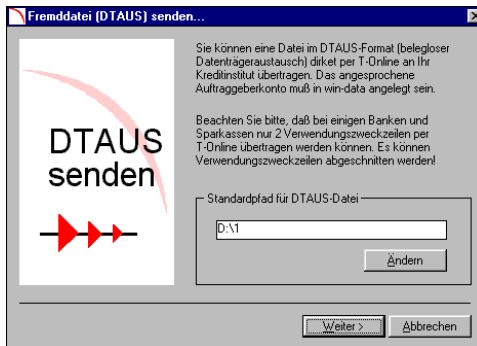 Fremddatei (DTAUS) senden...
Sie können eine Datei im DTAUS-Format (belegloser
Datenträgeraustausch) dirket per T-Online an Ihr
Kreditinstitut übertragen. Das angesprochene
Auftraggeberkonto muß in win-data angelegt sein.
Beachten Sie bitte, daß bei einigen Banken und
Sparkassen nur 2 Verwendungszweckzeilen per
T-Online übertragen werden können. Es können
Verwendungszweckzeilen abgeschnitten werden!
DTAUS
senden
Standardpfad für DTAUS-Datei
D:\1
Ändern
Weiter >
Abbrechen